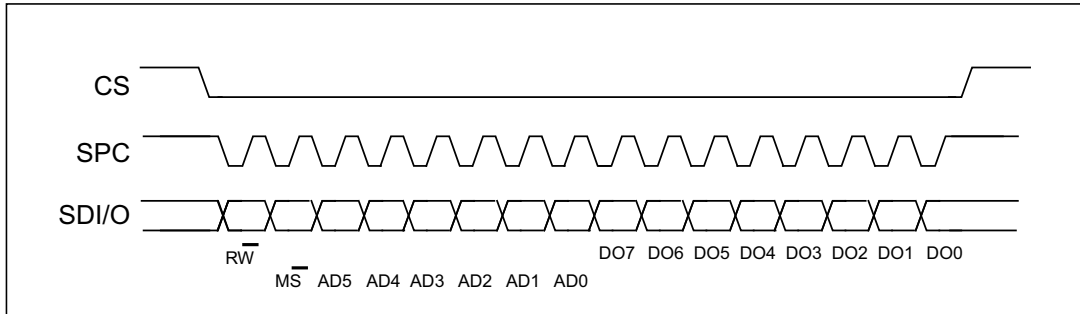 CS
SPC
SDI/O
RW̅
DO7 DO6 DO5 DO4 DO3 DO2 DO1 DO0
MS̅ AD5 AD4 AD3 AD2 AD1 AD0